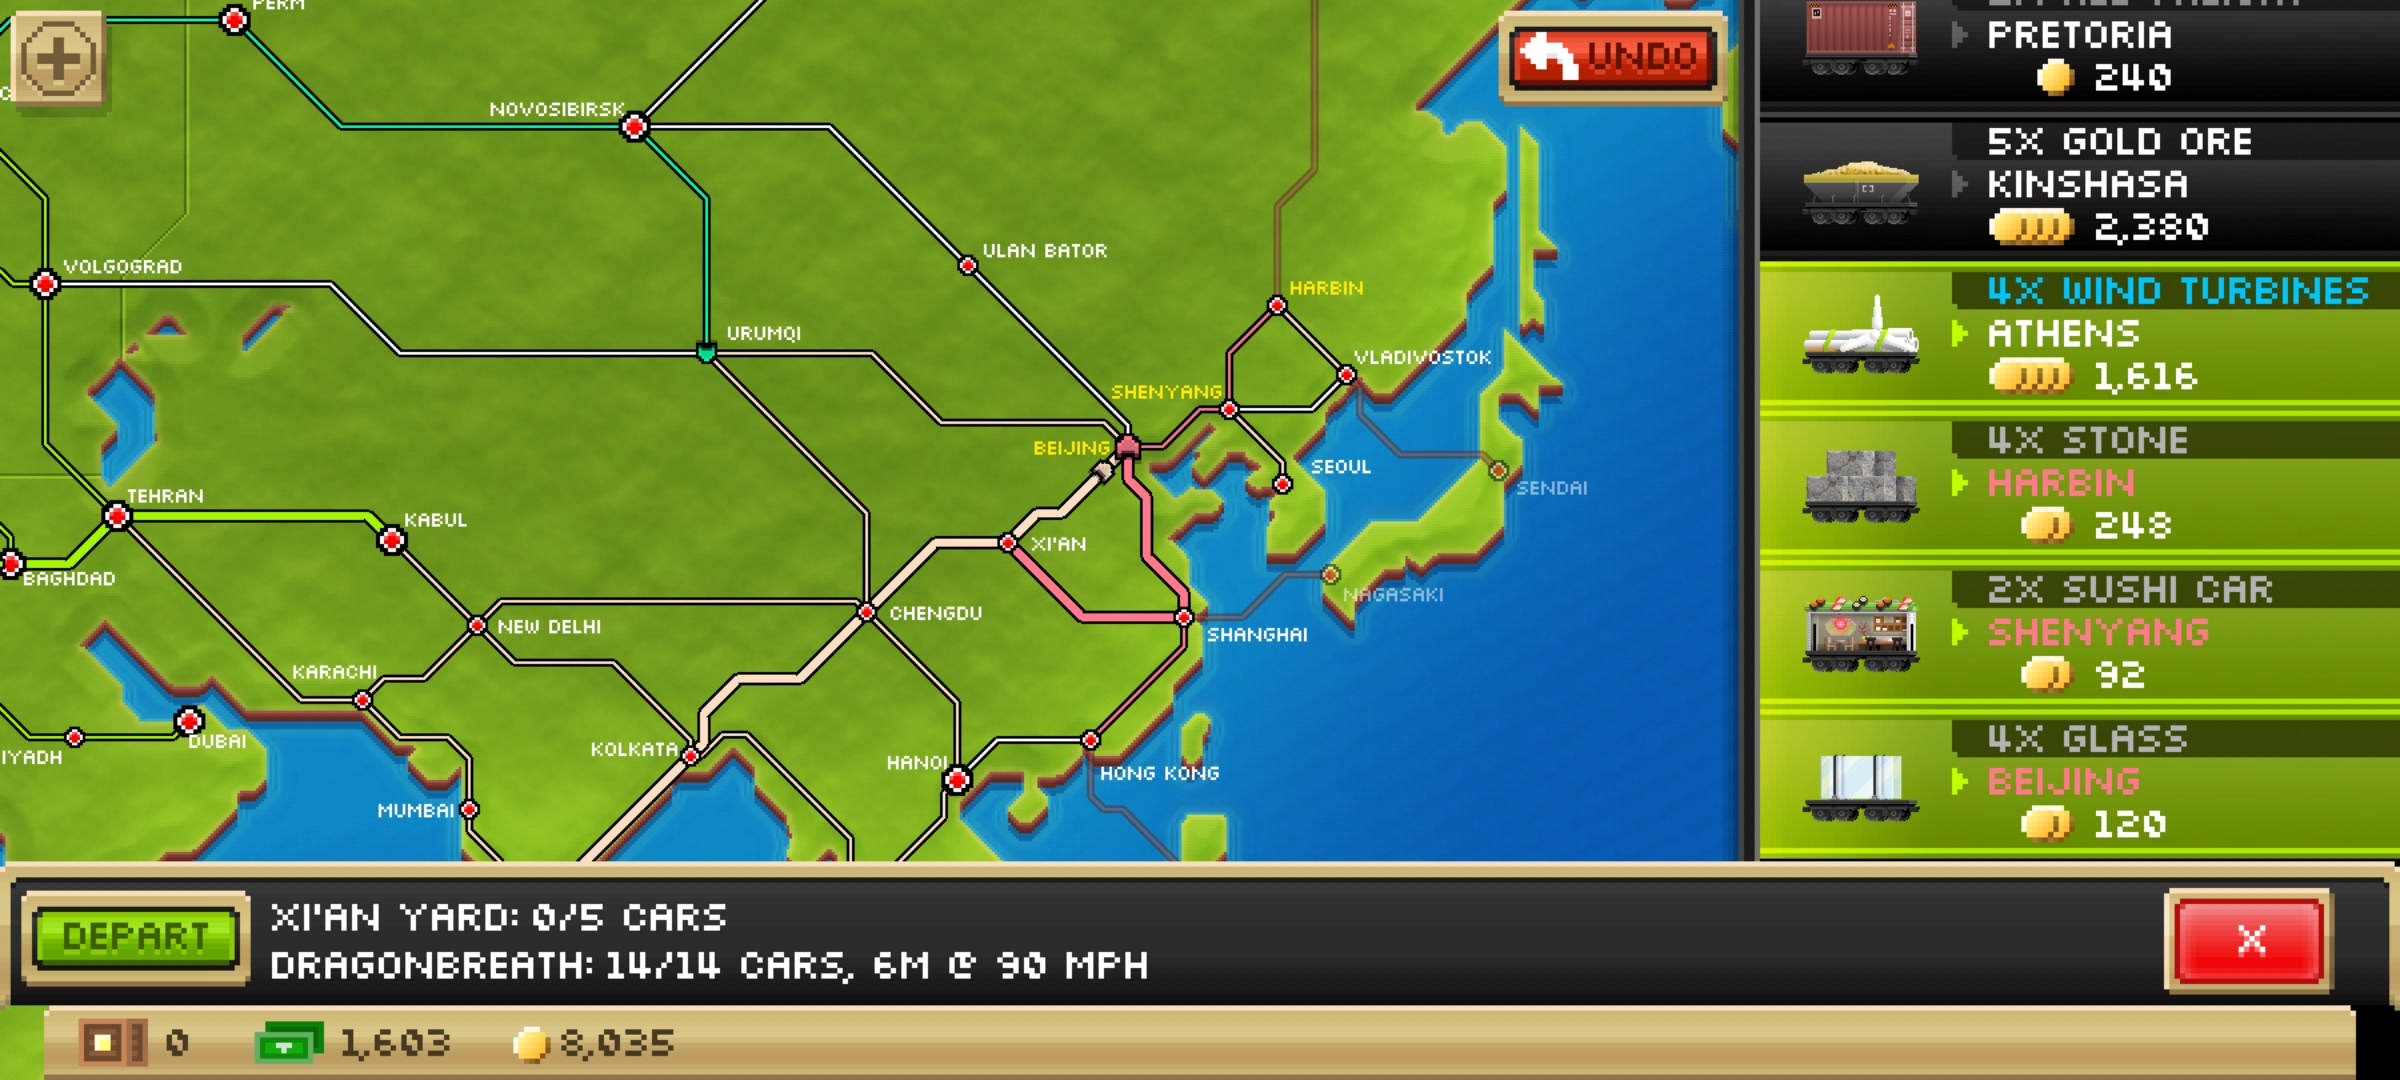 PERM
UNDO
PRETORIA
240
NOVOSIBIRSK
5X GOLD ORE
KINSHASA
2,380
ULAN BATOR
VOLGOGRAD
HARBIN
4X WIND TURBINES
ATHENS
1,616
URUMQI
VLADIVOSTOK
SHENYANG
BEIJING
SEOUL
SENDAI
4X STONE
HARBIN
248
TEHRAN
KABUL
XI'AN
BAGHDAD
NAGASAKI
2X SUSHI CAR
SHENYANG
92
NEW DELHI
CHENGDU
SHANGHAI
KARACHI
DUBAI
IYADH
KOLKATA
HANOI
HONG KONG
MUMBAI
4X GLASS
BEIJING
120
DEPART
XI'AN YARD: 0/5 CARS
DRAGONBREATH: 14/14 CARS, 6M @ 90 MPH
X
0
1,603
8,035